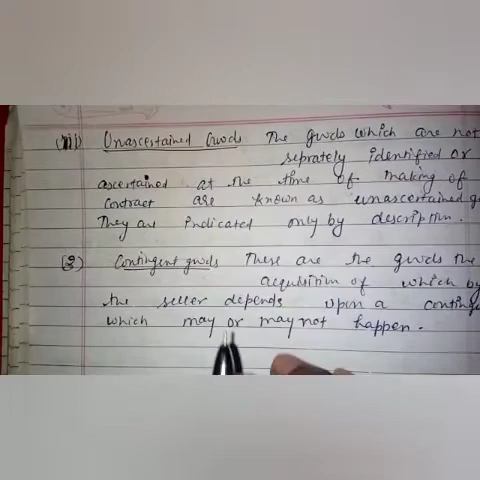 (iii) Unascertained Goods The goods which are not
seprately identified or
ascertained at the time of making of
contract are known as unascertained g
They are indicated only by description.
(3) Contingent goods These are the goods the
acquisition of which by
the seller depends upon a continge
which may or may not happen.